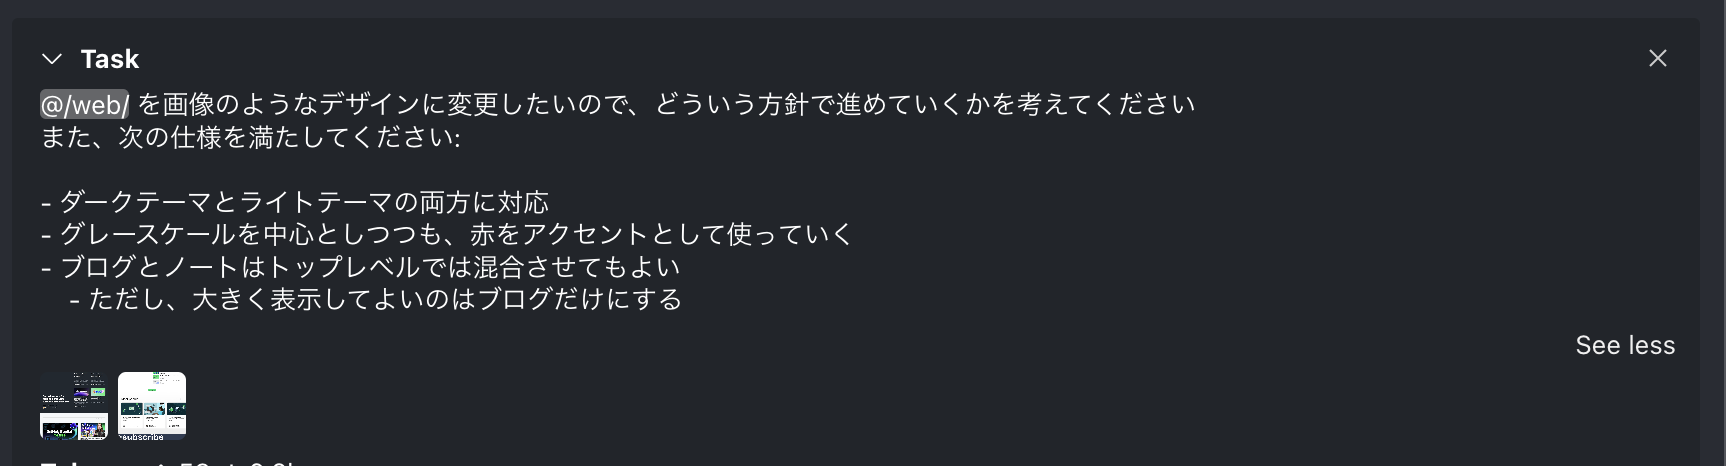 Task
@/web/ を画像のようなデザインに変更したいので、どういう方針で進めていくかを考えてください
また、次の仕様を満たしてください:
- ダークテーマとライトテーマの両方に対応
- グレースケールを中心としつつも、赤をアクセントとして使っていく
- ブログとノートはトップレベルでは混合させてもよい
- ただし、大きく表示してよいのはブログだけにする
See less
subscribe